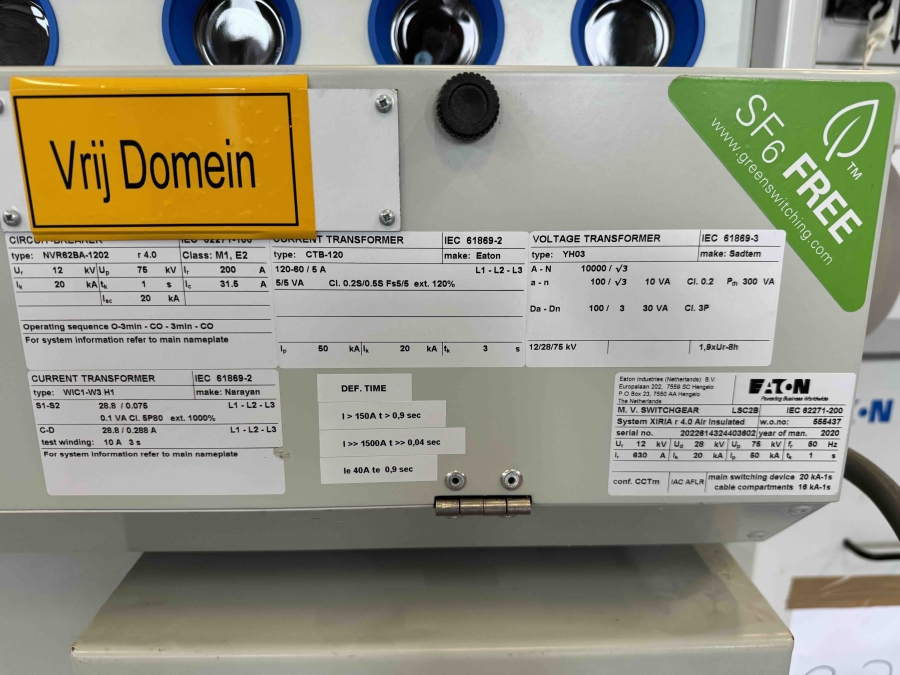 Vrij Domein
SF6 FREE
TM
www.greenswitching.com
CIRCUIT-BREAKER IEC 62271-100
type: NVR62BA-1202 r 4.0 Class: M1, E2
Ur 12 kV Up 75 kV Ir 200 A
Ik 20 kA tk 1 s Ic 31.5 A
Isc 20 kA
Operating sequence O-3min - CO - 3min - CO
For system information refer to main nameplate
CURRENT TRANSFORMER IEC 61869-2
type: CTB-120 make: Eaton
120-60 / 5 A L1 - L2 - L3
5/5 VA Cl. 0.2S/0.5S Fs5/5 ext. 120%
Ip 50 kA Ik 20 kA tk 3 s
VOLTAGE TRANSFORMER IEC 61869-3
type: YH03 make: Sadtem
A - N 10000 / √3
a - n 100 / √3 10 VA Cl. 0.2 Pth 300 VA
Da - Dn 100 / 3 30 VA Cl. 3P
12/28/75 kV 1,9xUr-8h
CURRENT TRANSFORMER IEC 61869-2
type: WIC1-W3 H1 make: Narayan
S1-S2 28.8 / 0.075 L1 - L2 - L3
0.1 VA Cl. 5P80 ext. 1000%
C-D 28.8 / 0.288 A L1 - L2 - L3
test winding: 10 A 3 s
For system information refer to main nameplate
DEF. TIME
I > 150A t > 0,9 sec
I >> 1500A t >> 0,04 sec
Ie 40A te 0,9 sec
Eaton Industries (Netherlands) B.V.
Europalaan 202, 7559 SC Hengelo
P.O Box 23, 7550 AA Hengelo
The Netherlands
EATON
Powering Business Worldwide
M. V. SWITCHGEAR LSC2B IEC 62271-200
System XIRIA r 4.0 Air insulated w.o.no: 555437
serial no. 2022614324403602 year of man. 2020
Ur 12 kV Ud 28 kV Up 75 kV fr 50 Hz
Ir 630 A Ik 20 kA Ip 50 kA tk 1 s
conf. CCTm IAC AFLR main switching device 20 kA-1s
cable compartments 16 kA-1s